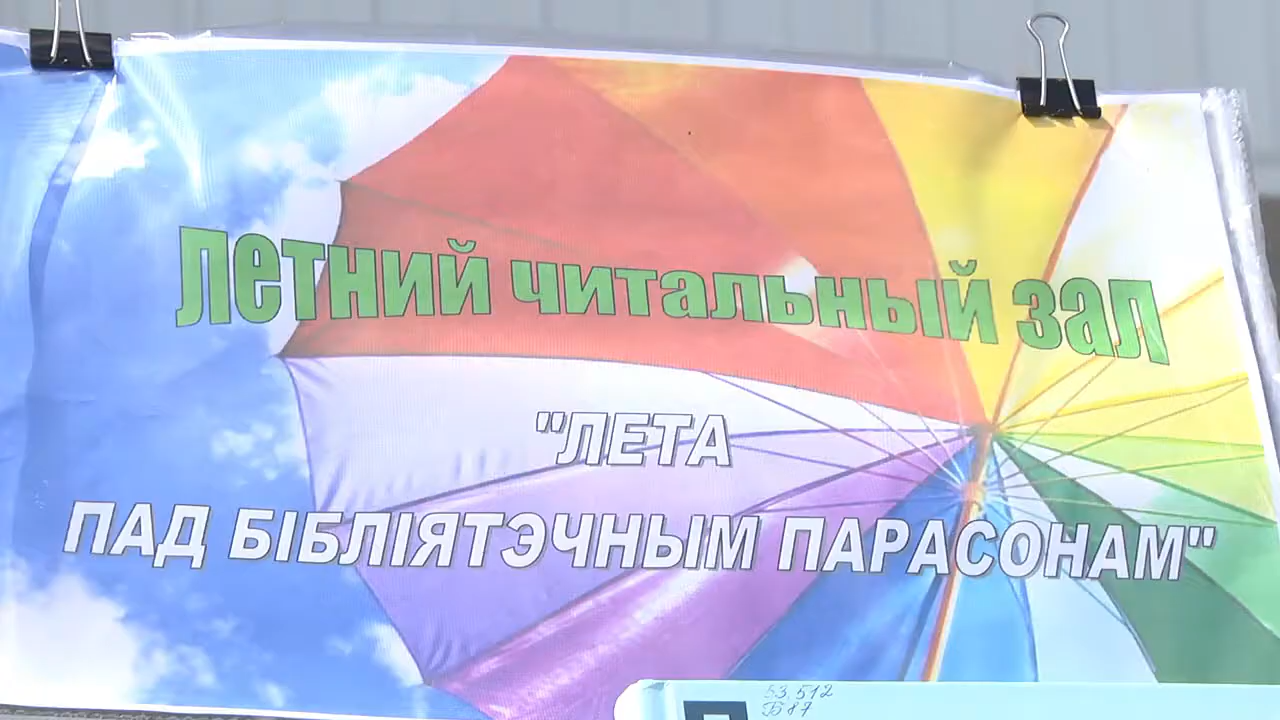 Летний читальный зал
"ЛЕТА
ПАД БІБЛІЯТЭЧНЫМ ПАРАСОНАМ"
53.512
Б 87